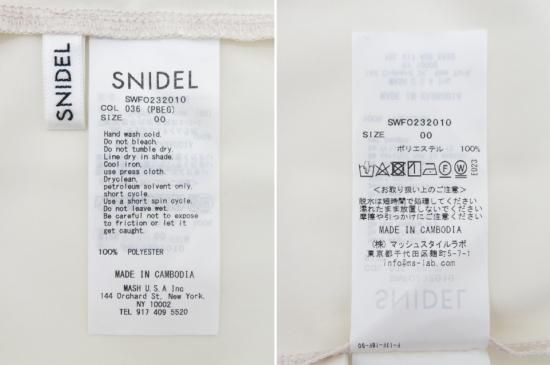 SNIDEL
SNIDEL
SWFO232010
COL 036 (PBEG)
SIZE 00
Hand wash cold.
Do not bleach.
Do not tumble dry.
Line dry in shade.
Cool iron,
use press cloth.
Dryclean,
petroleum solvent only,
short cycle.
Use a short spin cycle.
Do not leave wet.
Be careful not to expose
to friction or let it
get caught.
100% POLYESTER
MADE IN CAMBODIA
MASH U.S.A Inc
144 Orchard St, New York,
NY 10002
TEL 917 409 5520
SWFO232010
SIZE 00
ポリエステル 100%
E023
<お取り扱い上のご注意>
脱水は短時間で処理してください
濡れたまま放置しないでください
摩擦や引っかけにご注意ください
MADE IN CAMBODIA
(株) マッシュスタイルラボ
東京都千代田区麹町5-7-1
info@ms-lab.com